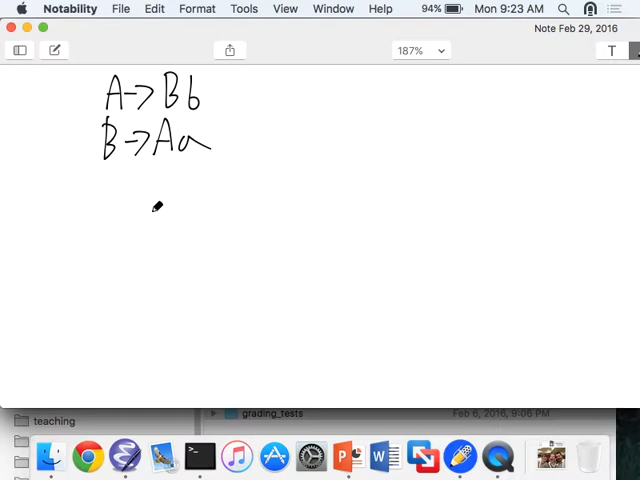 Notability File Edit Format Tools View Window Help 94% Mon 9:23 AM
Note Feb 29, 2016
187% T
A -> Bb
B -> Aa
teaching grading_tests Feb 6, 2016, 9:06 PM